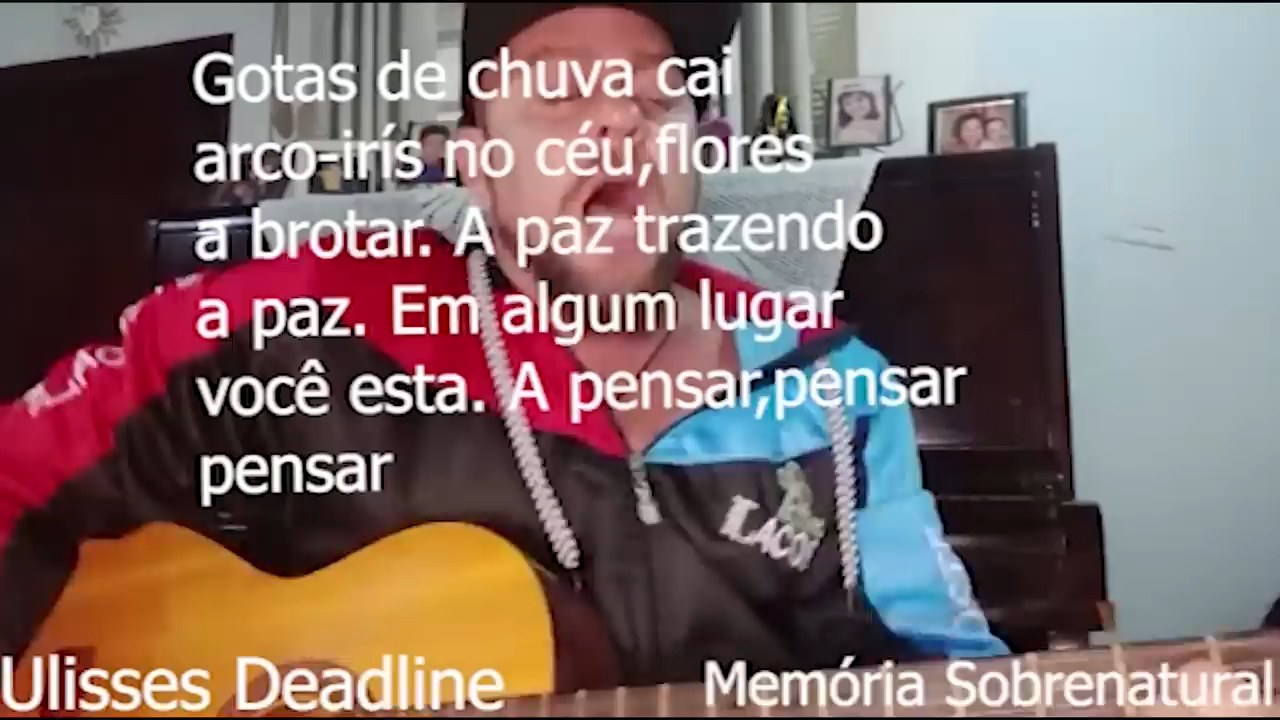 Gotas de chuva cai
arco-irís no céu,flores
a brotar. A paz trazendo
a paz. Em algum lugar
você esta. A pensar,pensar
pensar
Ulisses Deadline
Memória Sobrenatural